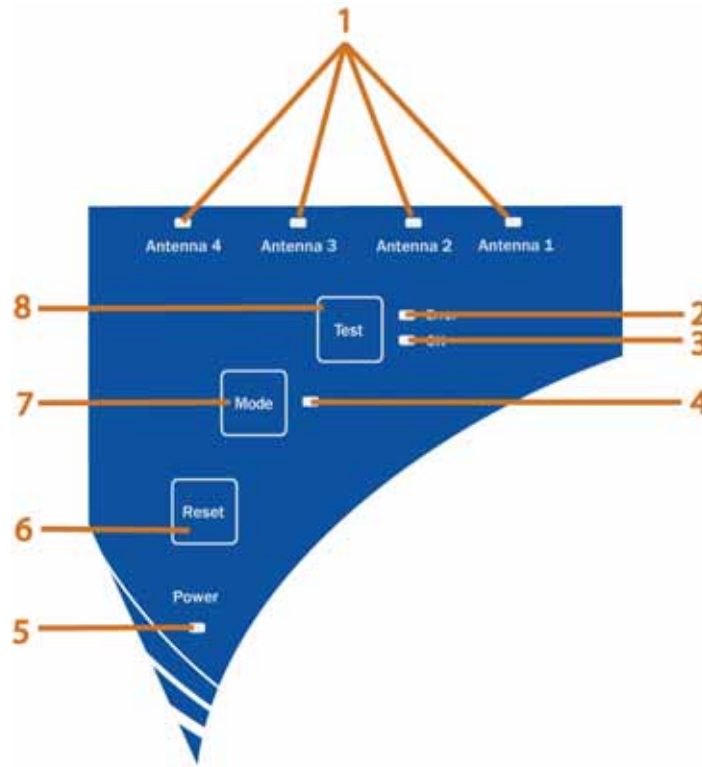 1
Antenna 4 Antenna 3 Antenna 2 Antenna 1
8 Test 2
3
7 Mode 4
6 Reset
Power
5